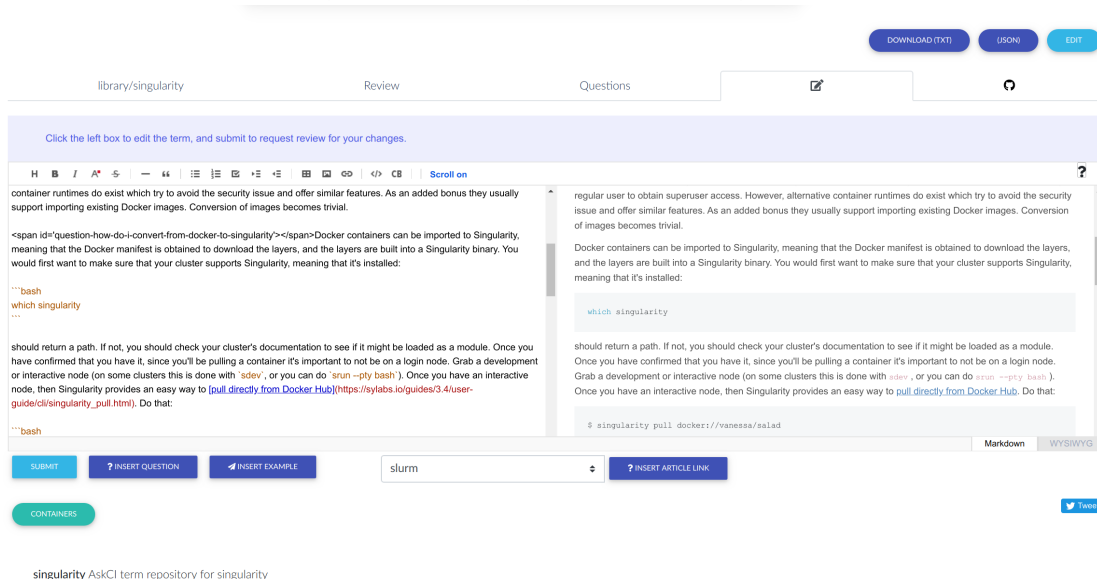 DOWNLOAD (TXT) (JSON) EDIT
library/singularity Review Questions
Click the left box to edit the term, and submit to request review for your changes.
H B I A S — “ </> CB Scroll on ?
container runtimes do exist which try to avoid the security issue and offer similar features. As an added bonus they usually
support importing existing Docker images. Conversion of images becomes trivial.
<span id='question-how-do-i-convert-from-docker-to-singularity'></span>Docker containers can be imported to Singularity,
meaning that the Docker manifest is obtained to download the layers, and the layers are built into a Singularity binary. You
would first want to make sure that your cluster supports Singularity, meaning that it's installed:
```bash
which singularity
```
should return a path. If not, you should check your cluster's documentation to see if it might be loaded as a module. Once you
have confirmed that you have it, since you'll be pulling a container it's important to not be on a login node. Grab a development
or interactive node (on some clusters this is done with `sdev`, or you can do `srun --pty bash`). Once you have an interactive
node, then Singularity provides an easy way to [pull directly from Docker Hub](https://sylabs.io/guides/3.4/user-
guide/cli/singularity_pull.html). Do that:
```bash
regular user to obtain superuser access. However, alternative container runtimes do exist which try to avoid the security
issue and offer similar features. As an added bonus they usually support importing existing Docker images. Conversion
of images becomes trivial.
Docker containers can be imported to Singularity, meaning that the Docker manifest is obtained to download the layers,
and the layers are built into a Singularity binary. You would first want to make sure that your cluster supports Singularity,
meaning that it's installed:
which singularity
should return a path. If not, you should check your cluster's documentation to see if it might be loaded as a module.
Once you have confirmed that you have it, since you'll be pulling a container it's important to not be on a login node.
Grab a development or interactive node (on some clusters this is done with sdev , or you can do srun --pty bash ).
Once you have an interactive node, then Singularity provides an easy way to pull directly from Docker Hub. Do that:
$ singularity pull docker://vanessa/salad
Markdown WYSIWYG
SUBMIT ? INSERT QUESTION INSERT EXAMPLE slurm ? INSERT ARTICLE LINK
CONTAINERS Twee
singularity AskCI term repository for singularity